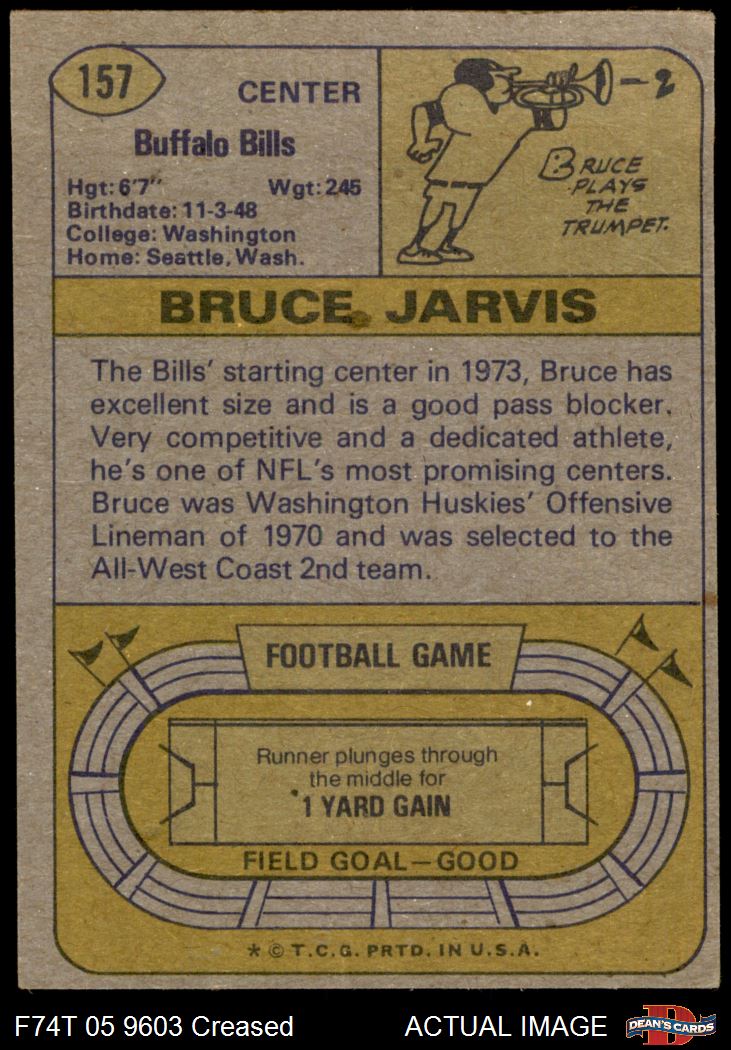 157
CENTER
Buffalo Bills
Hgt: 6'7" Wgt: 245
Birthdate: 11-3-48
College: Washington
Home: Seattle, Wash.
2
BRUCE
PLAYS
THE
TRUMPET.
BRUCE JARVIS
The Bills' starting center in 1973, Bruce has
excellent size and is a good pass blocker.
Very competitive and a dedicated athlete,
he's one of NFL's most promising centers.
Bruce was Washington Huskies' Offensive
Lineman of 1970 and was selected to the
All-West Coast 2nd team.
FOOTBALL GAME
Runner plunges through
the middle for
1 YARD GAIN
FIELD GOAL—GOOD
* © T.C.G. PRTD. IN U.S.A.
F74T 05 9603 Creased ACTUAL IMAGE
D
DEAN'S CARDS